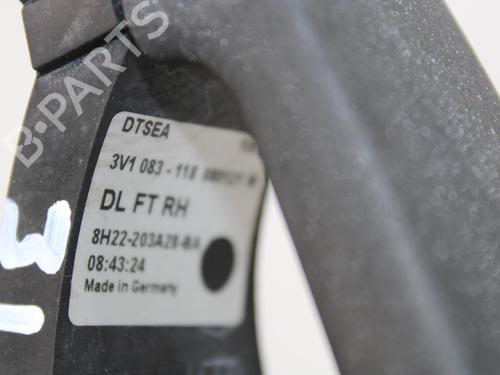 DTSEA
3V1 083 - 118
DL FT RH
8H22-203A28-BA
08:43:24
Made in Germany
B-PARTS